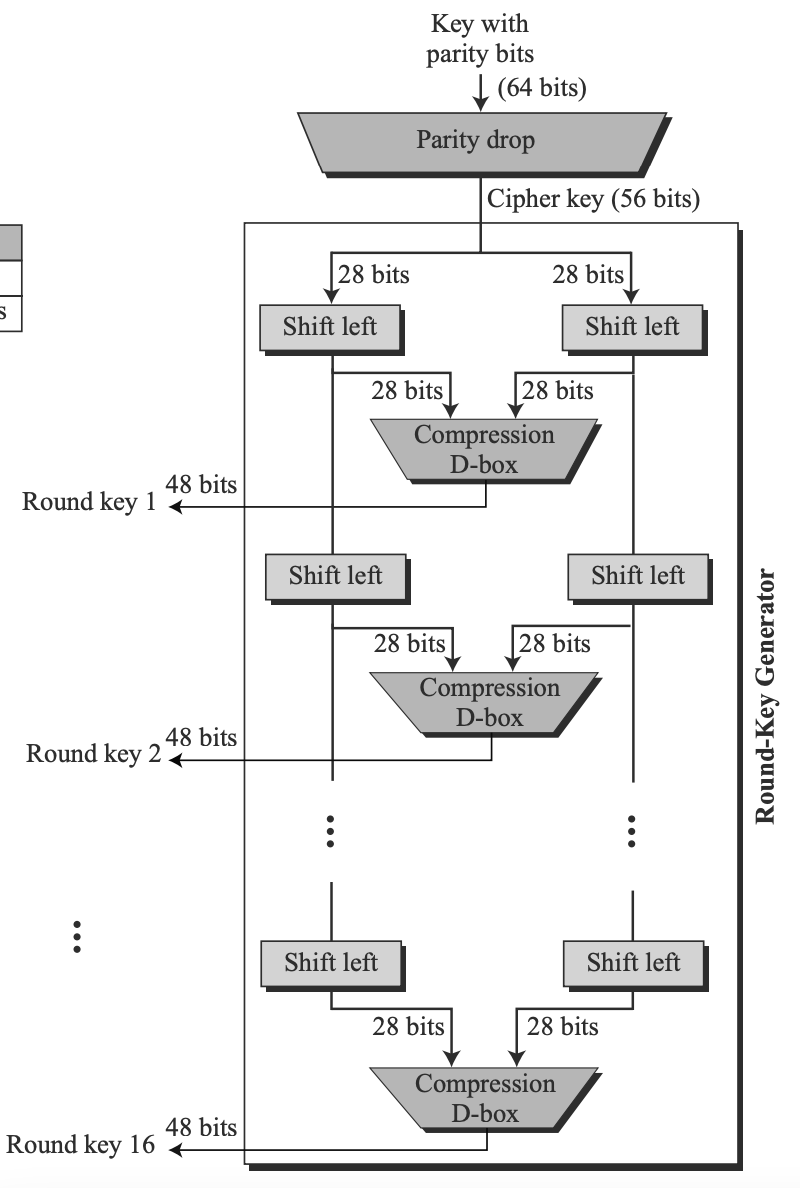 Key with
parity bits
(64 bits)
Parity drop
Cipher key (56 bits)
28 bits
28 bits
s
Shift left
Shift left
28 bits
28 bits
Compression
D-box
48 bits
Round key 1
Shift left
Shift left
28 bits
28 bits
Compression
D-box
48 bits
Round key 2
Round-Key Generator
Shift left
Shift left
28 bits
28 bits
Compression
D-box
48 bits
Round key 16